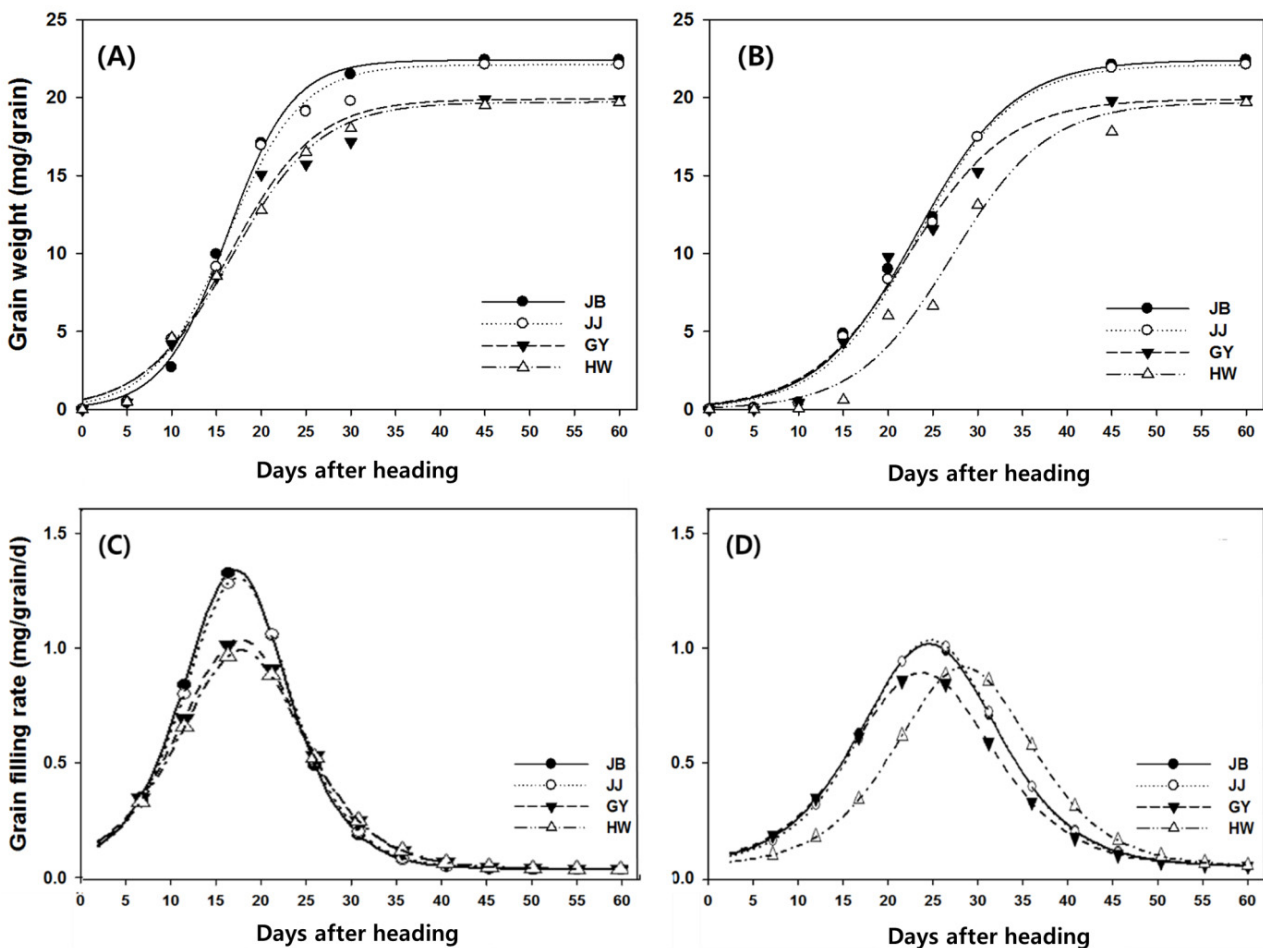 (A)
Grain weight (mg/grain)
25
20
15
10
5
0
JB
JJ
GY
HW
0 5 10 15 20 25 30 35 40 45 50 55 60
Days after heading
(B)
25
20
15
10
5
0
JB
JJ
GY
HW
0 5 10 15 20 25 30 35 40 45 50 55 60
Days after heading
(C)
Grain filling rate (mg/grain/d)
1.5
1.0
0.5
0.0
JB
JJ
GY
HW
0 5 10 15 20 25 30 35 40 45 50 55 60
Days after heading
(D)
1.5
1.0
0.5
0.0
JB
JJ
GY
HW
0 5 10 15 20 25 30 35 40 45 50 55 60
Days after heading